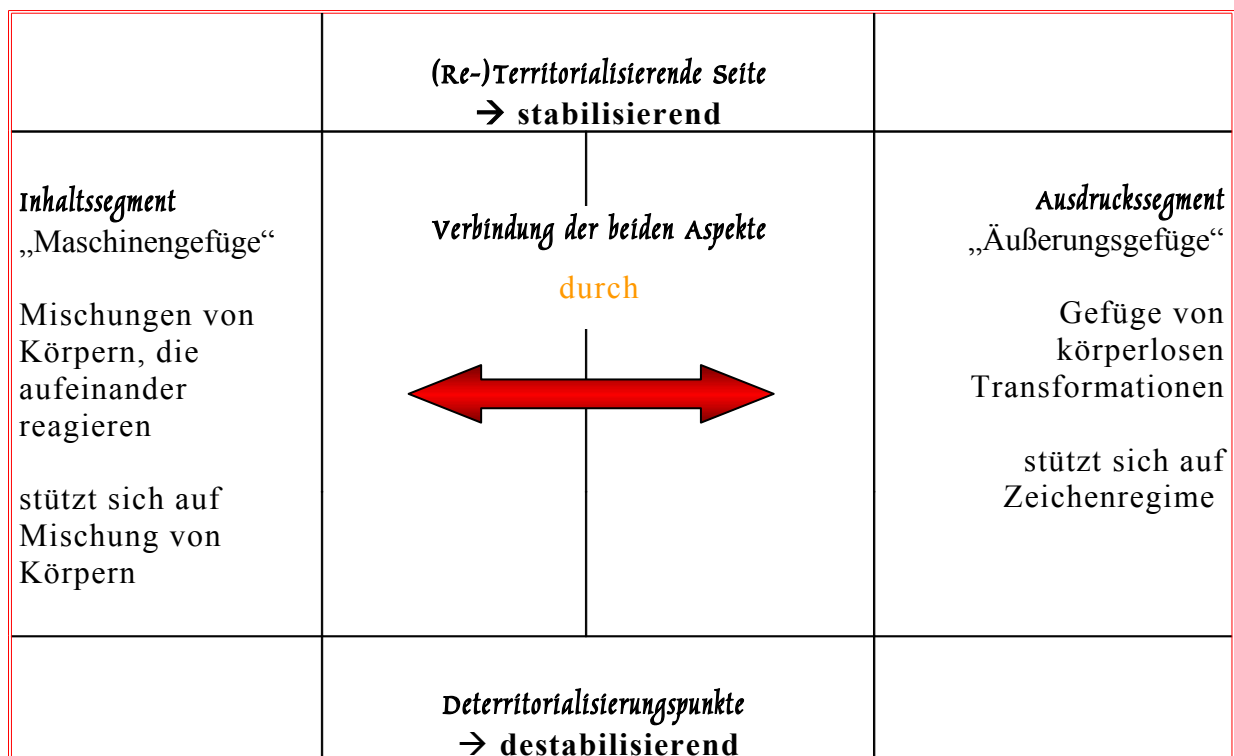 (Re-)Territorialisierende Seite
→ stabilisierend
Inhaltssegment
„Maschinengefüge“
Mischungen von
Körpern, die
aufeinander
reagieren
stützt sich auf
Mischung von
Körpern
Verbindung der beiden Aspekte
durch
Ausdruckssegment
„Äußerungsgefüge“
Gefüge von
körperlosen
Transformationen
stützt sich auf
Zeichenregime
Deterritorialisierungspunkte
→ destabilisierend